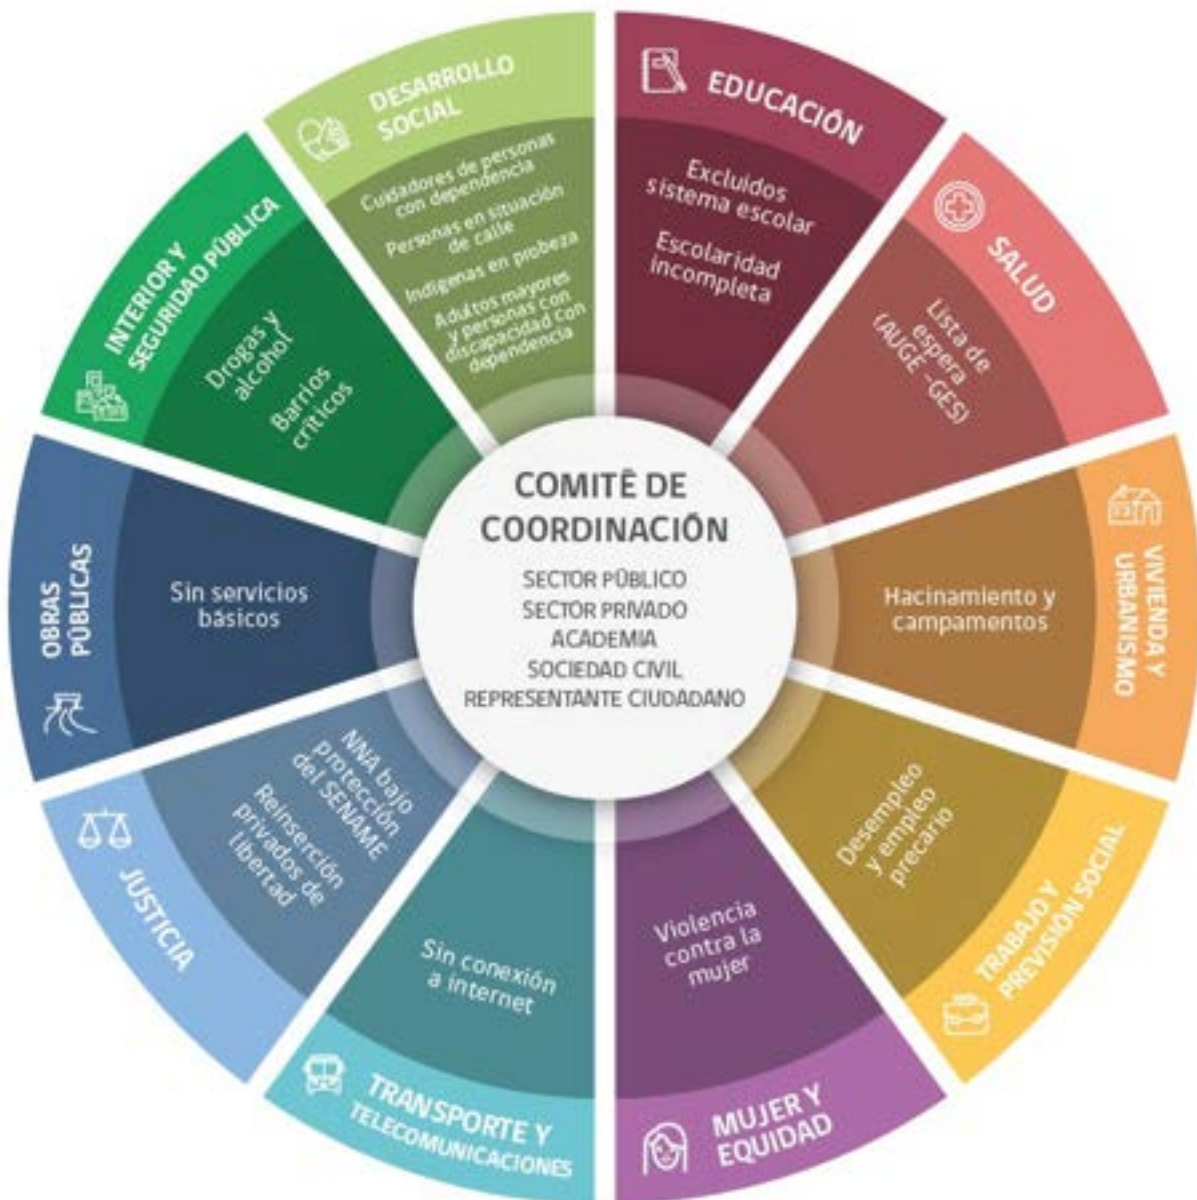 DESARROLLO
SOCIAL
Cuidadores de personas
con dependencia
Personas en situación
de calle
Indígenas en pobreza
Adultos mayores
y personas con
discapacidad con
dependencia
EDUCACIÓN
Excluidos
sistema escolar
Escolaridad
incompleta
SALUD
Lista de
espera
(AUGE -GES)
VIVIENDA Y
URBANISMO
Hacinamiento y
campamentos
TRABAJO Y
PREVISIÓN SOCIAL
Desempleo
y empleo
precario
MUJER Y
EQUIDAD
Violencia
contra la
mujer
TRANSPORTE Y
TELECOMUNICACIONES
Sin conexión
a internet
JUSTICIA
NNA bajo
protección
del SENAME
Reinserción
privados de
libertad
OBRAS
PÚBLICAS
Sin servicios
básicos
INTERIOR Y
SEGURIDAD PÚBLICA
Drogas y
alcohol
Barrios
críticos
COMITÉ DE
COORDINACIÓN
SECTOR PÚBLICO
SECTOR PRIVADO
ACADEMIA
SOCIEDAD CIVIL
REPRESENTANTE CIUDADANO